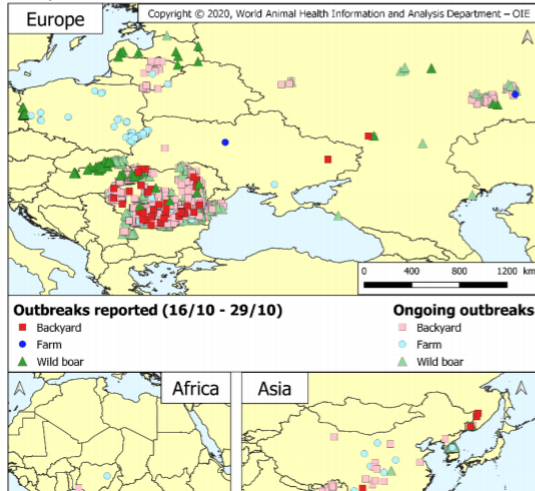 Europe
Copyright © 2020, World Animal Health Information and Analysis Department – OIE
0 400 800 1200 km
Outbreaks reported (16/10 - 29/10)
Backyard
Farm
Wild boar
Ongoing outbreaks
Backyard
Farm
Wild boar
Africa
Asia